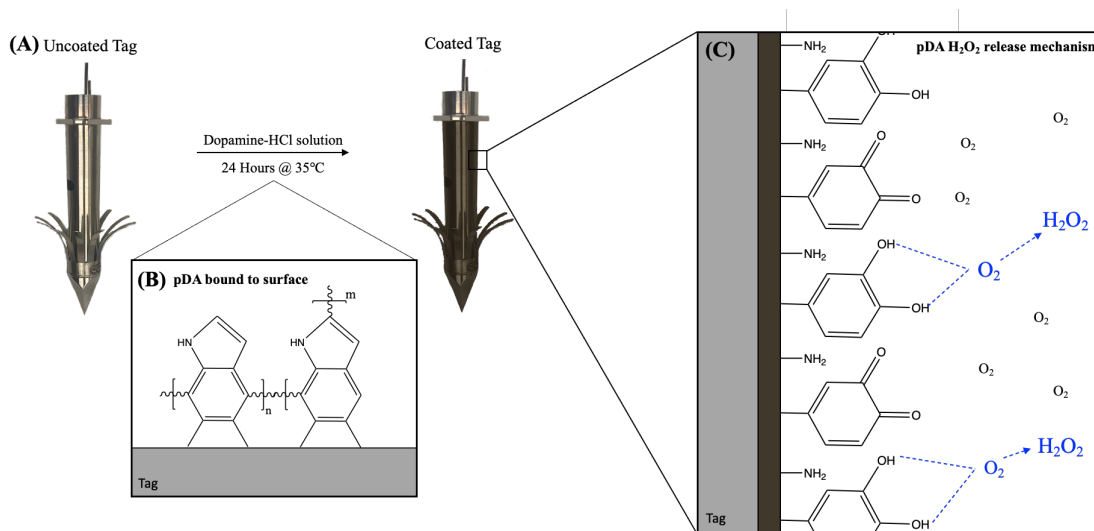 (A)
Uncoated Tag
Coated Tag
Dopamine-HCl solution
24 Hours @ 35°C
(B) pDA bound to surface
m
HN
HN
n
Tag
(C)
pDA H₂O₂ release mechanism
NH₂
OH
OH
O₂
O₂
NH₂
O
O
O₂
H₂O₂
NH₂
OH
O₂
OH
O₂
NH₂
O
O₂
O₂
O
H₂O₂
OH
O₂
NH₂
OH
Tag